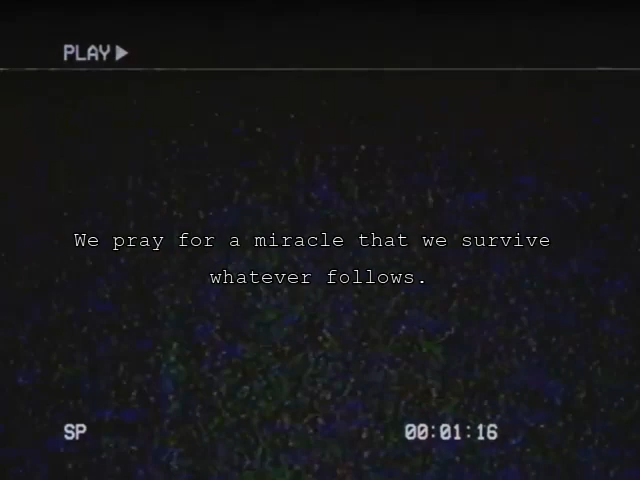 PLAY▶
We pray for a miracle that we survive
whatever follows.
SP 00:01:16